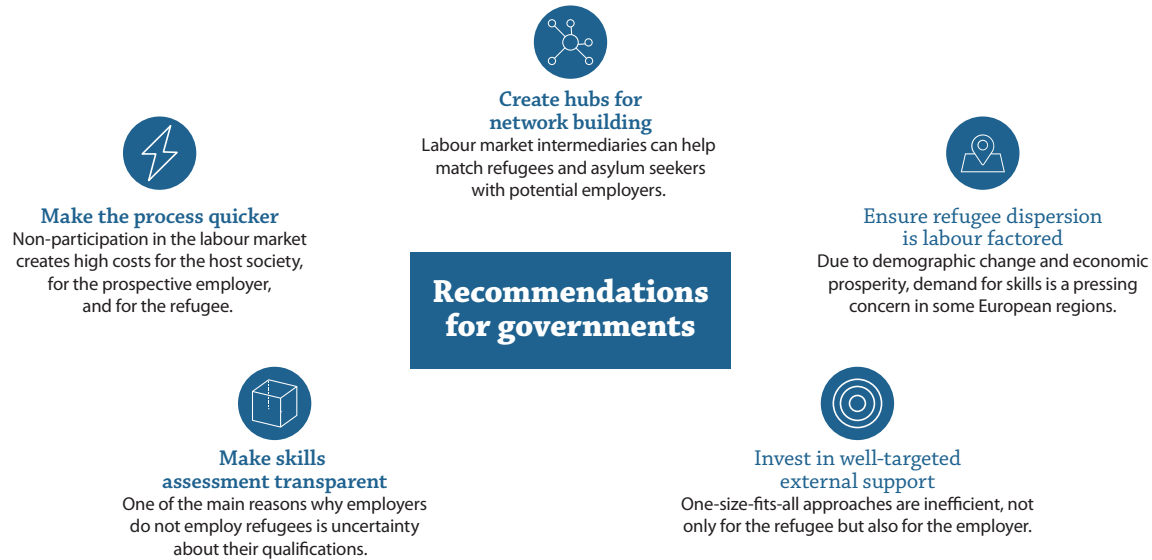 Create hubs for
network building
Labour market intermediaries can help
match refugees and asylum seekers
with potential employers.
Make the process quicker
Non-participation in the labour market
creates high costs for the host society,
for the prospective employer,
and for the refugee.
Ensure refugee dispersion
is labour factored
Due to demographic change and economic
prosperity, demand for skills is a pressing
concern in some European regions.
Recommendations
for governments
Make skills
assessment transparent
One of the main reasons why employers
do not employ refugees is uncertainty
about their qualifications.
Invest in well-targeted
external support
One-size-fits-all approaches are inefficient, not
only for the refugee but also for the employer.